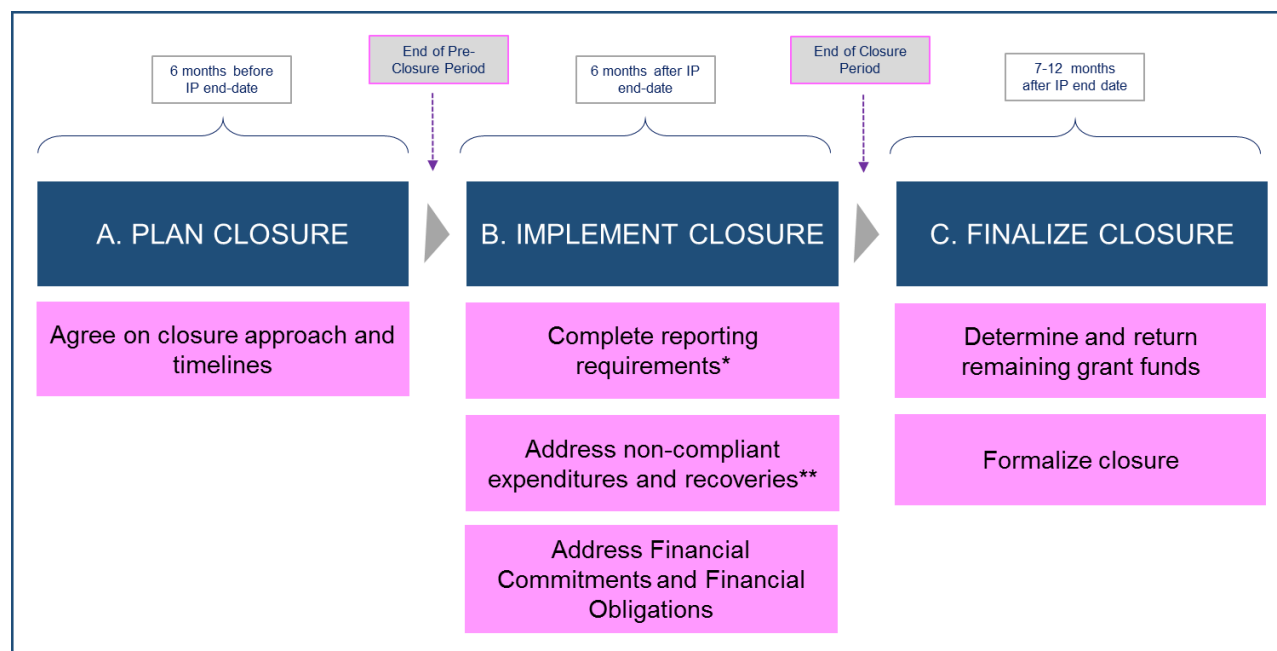 End of Pre-
Closure Period
End of Closure
Period
6 months before
IP end-date
6 months after IP
end-date
7-12 months
after IP end date
A. PLAN CLOSURE
B. IMPLEMENT CLOSURE
C. FINALIZE CLOSURE
Agree on closure approach and
timelines
Complete reporting
requirements*
Address non-compliant
expenditures and recoveries**
Address Financial
Commitments and Financial
Obligations
Determine and return
remaining grant funds
Formalize closure